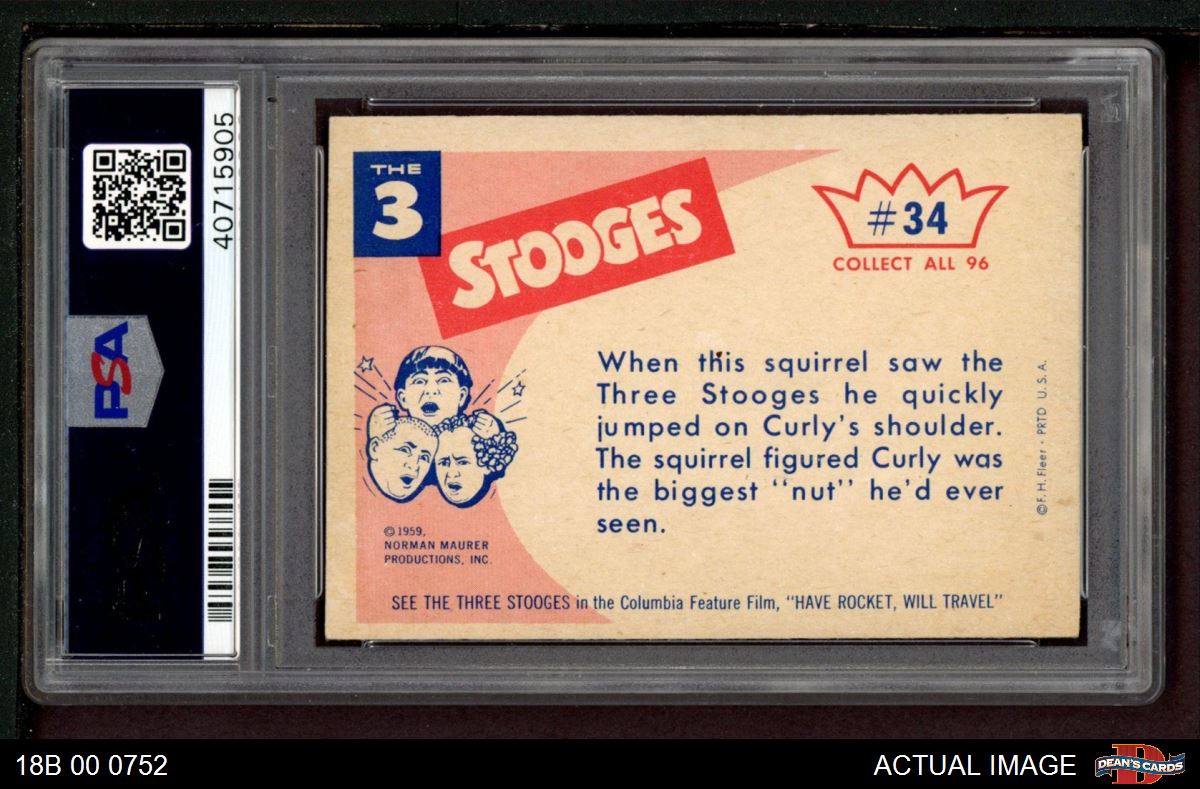 40715905
PSA
THE
3
STOOGES
#34
COLLECT ALL 96
When this squirrel saw the
Three Stooges he quickly
jumped on Curly's shoulder.
The squirrel figured Curly was
the biggest "nut" he'd ever
seen.
© F. H. Fleer • PRTD U. S. A.
© 1959,
NORMAN MAURER
PRODUCTIONS, INC.
SEE THE THREE STOOGES in the Columbia Feature Film, "HAVE ROCKET, WILL TRAVEL"
18B 00 0752
ACTUAL IMAGE
D
DEAN'S CARDS